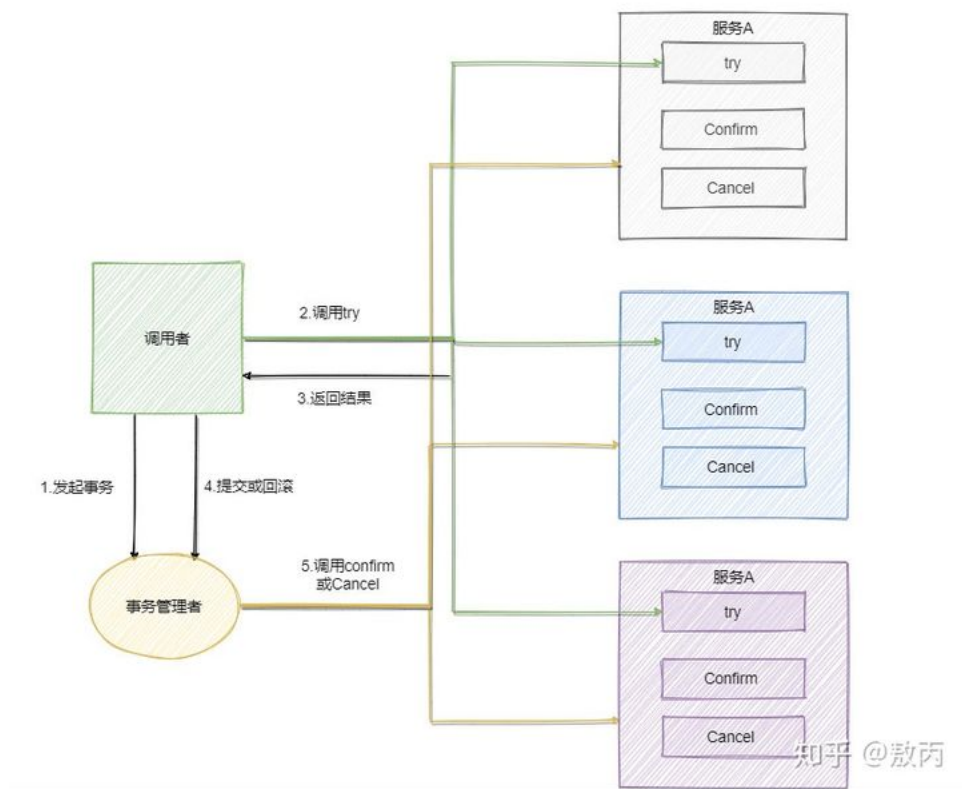 服务A
try
Confirm
Cancel
调用者
2.调用try
3.返回结果
服务A
try
Confirm
Cancel
1.发起事务
4.提交或回滚
事务管理者
5.调用confirm
或Cancel
服务A
try
Confirm
Cancel
知乎 @敖丙